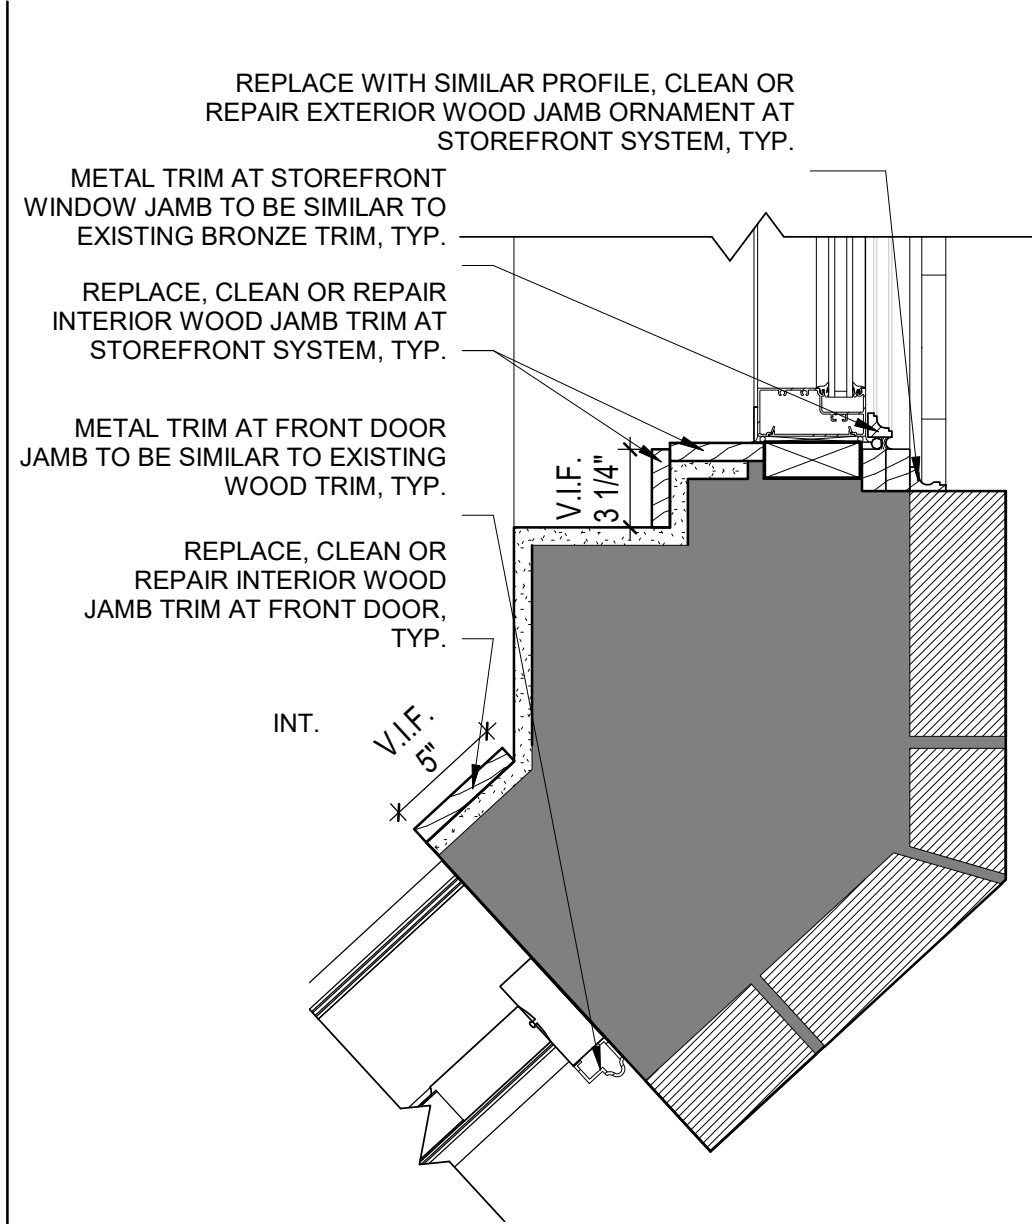 REPLACE WITH SIMILAR PROFILE, CLEAN OR
REPAIR EXTERIOR WOOD JAMB ORNAMENT AT
STOREFRONT SYSTEM, TYP.
METAL TRIM AT STOREFRONT
WINDOW JAMB TO BE SIMILAR TO
EXISTING BRONZE TRIM, TYP.
REPLACE, CLEAN OR REPAIR
INTERIOR WOOD JAMB TRIM AT
STOREFRONT SYSTEM, TYP.
METAL TRIM AT FRONT DOOR
JAMB TO BE SIMILAR TO EXISTING
WOOD TRIM, TYP.
V.I.F.
3 1/4"
REPLACE, CLEAN OR
REPAIR INTERIOR WOOD
JAMB TRIM AT FRONT DOOR,
TYP.
INT.
V.I.F.
5"